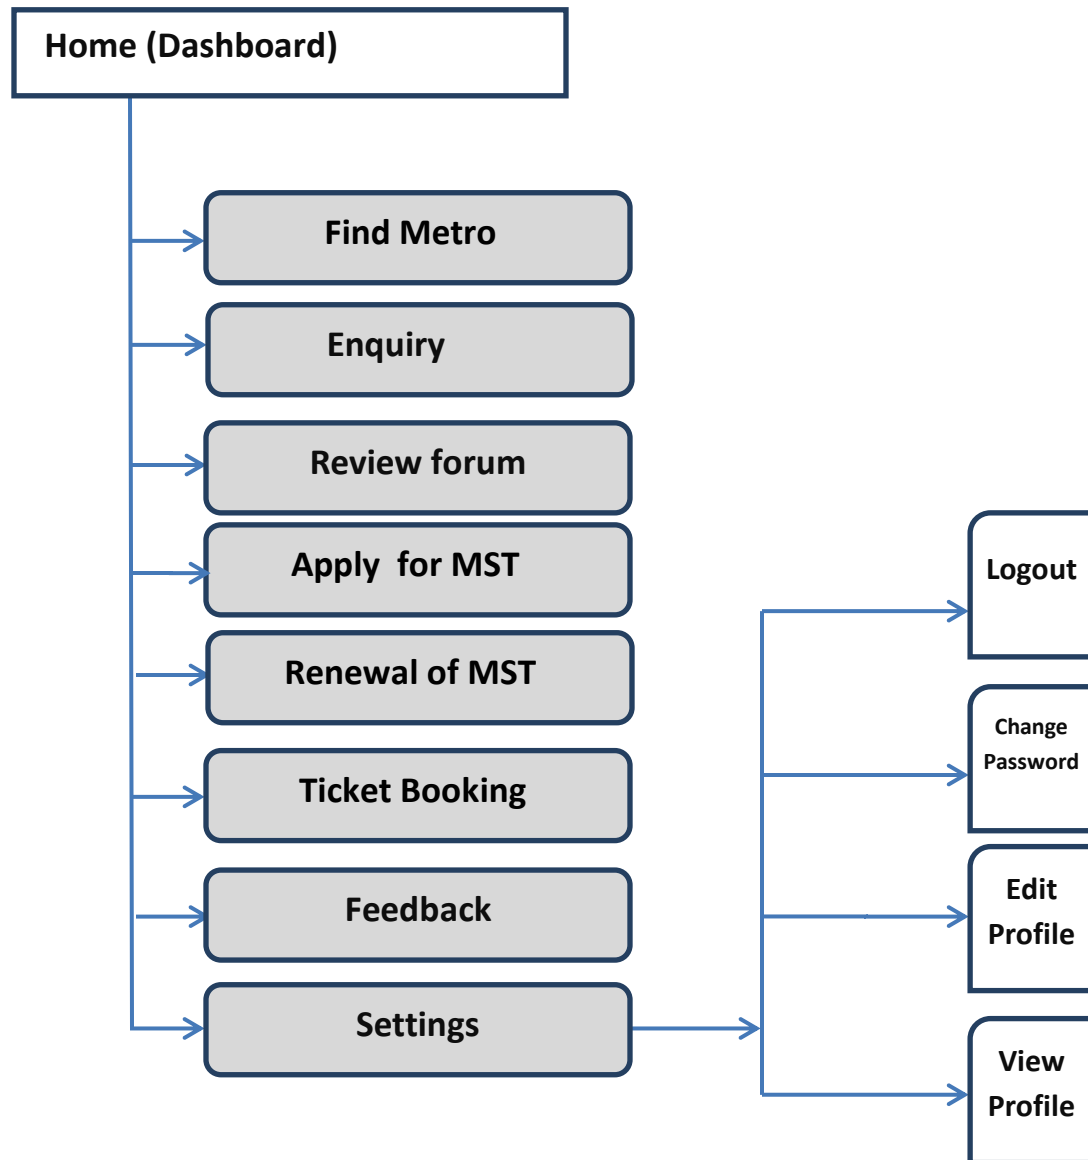 Home (Dashboard)
Find Metro
Enquiry
Review forum
Apply  for MST
Renewal of MST
Ticket Booking
Feedback
Settings
Logout
Change
Password
Edit
Profile
View
Profile